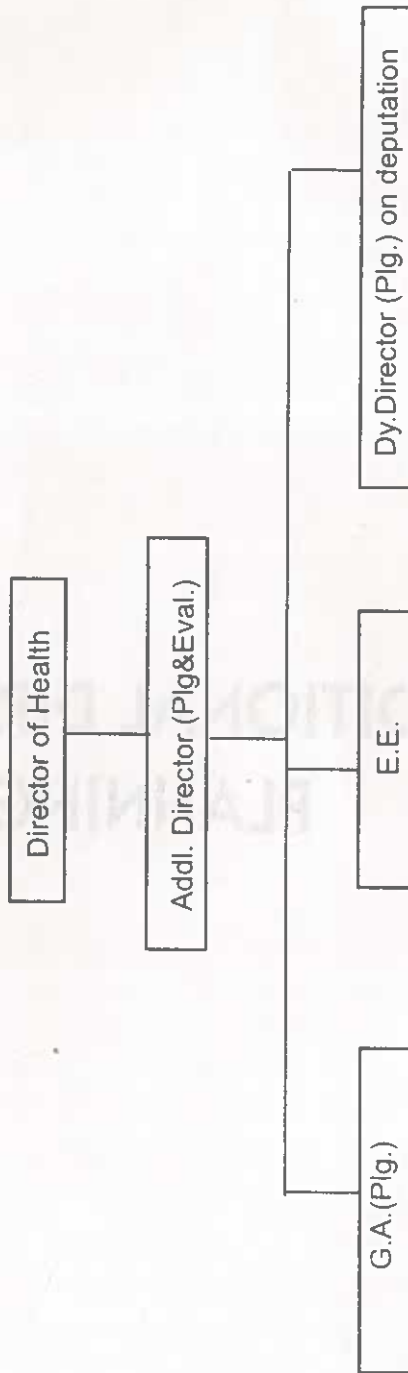 Director of Health
Addl. Director (Plg&Eval.)
G.A.(Plg.)
E.E.
Dy.Director (Plg.) on deputation